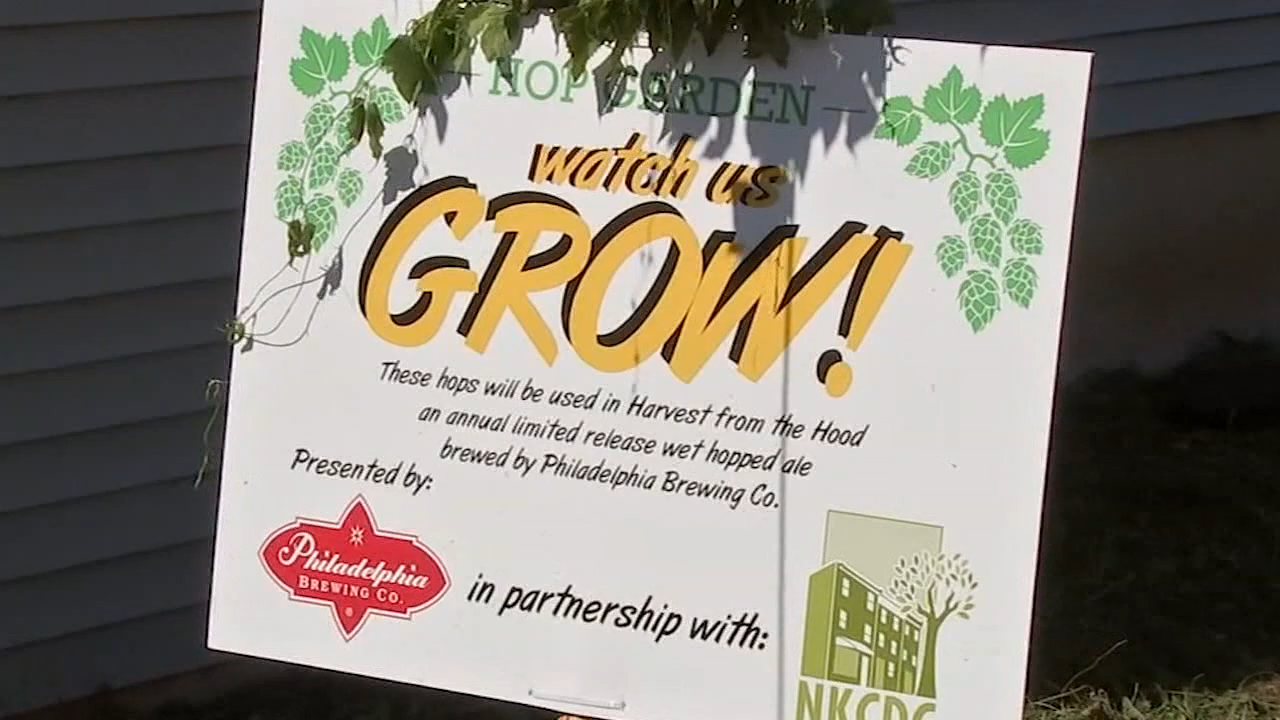 HOP GARDEN
watch us
GROW!
These hops will be used in Harvest from the Hood
an annual limited release wet hopped ale
brewed by Philadelphia Brewing Co.
Presented by:
Philadelphia
BREWING CO.
®
in partnership with:
NKCDC